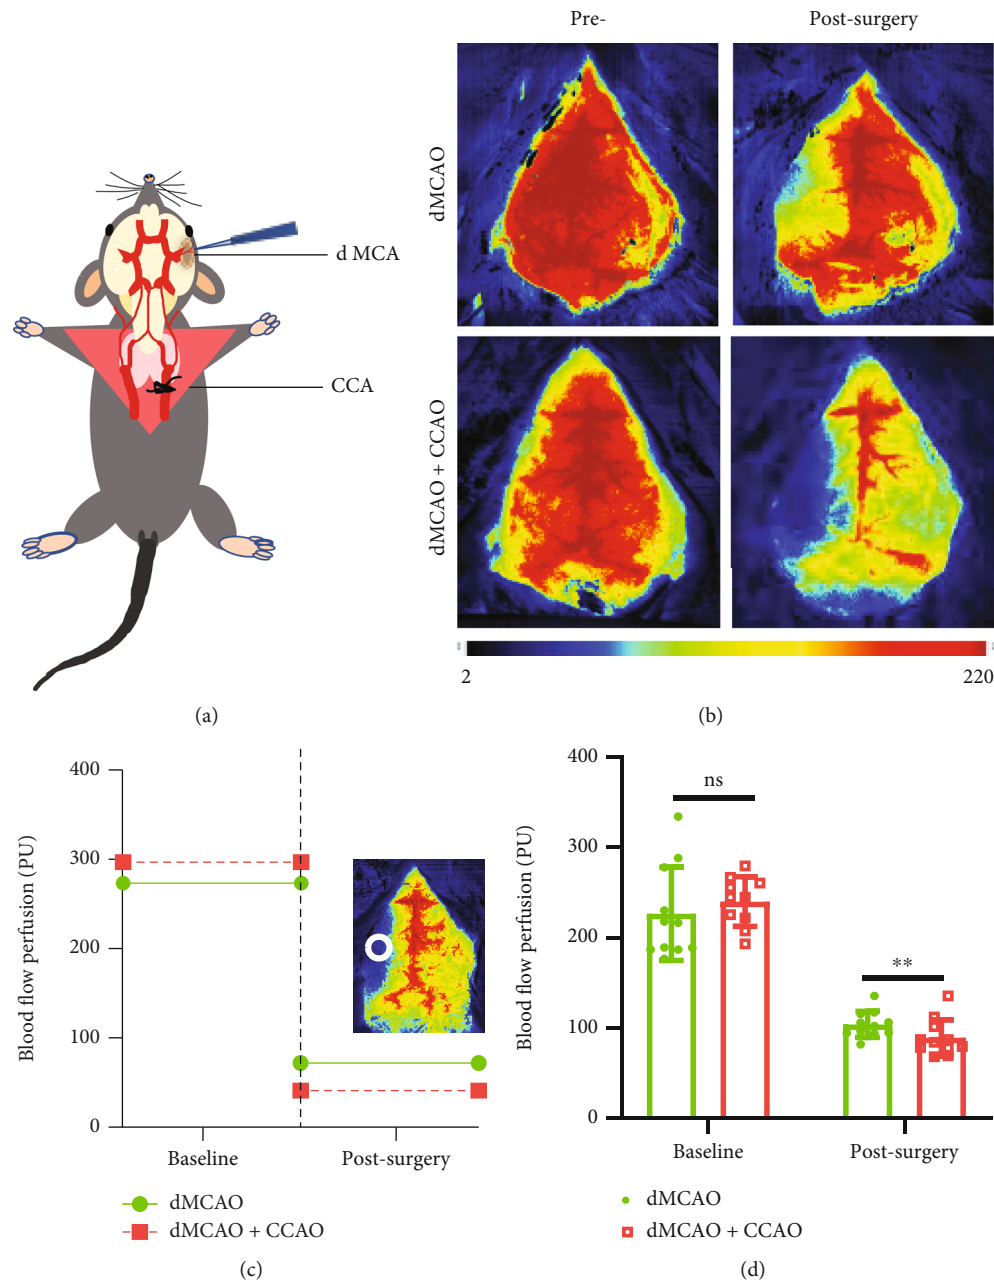 Pre-
Post-surgery
dMCAO
d MCA
CCA
dMCAO + CCAO
2
220
(a)
(b)
400
300
200
100
0
Blood flow perfusion (PU)
Baseline
Post-surgery
dMCAO
dMCAO + CCAO
(c)
400
300
200
100
0
Blood flow perfusion (PU)
ns
**
Baseline
Post-surgery
dMCAO
dMCAO + CCAO
(d)